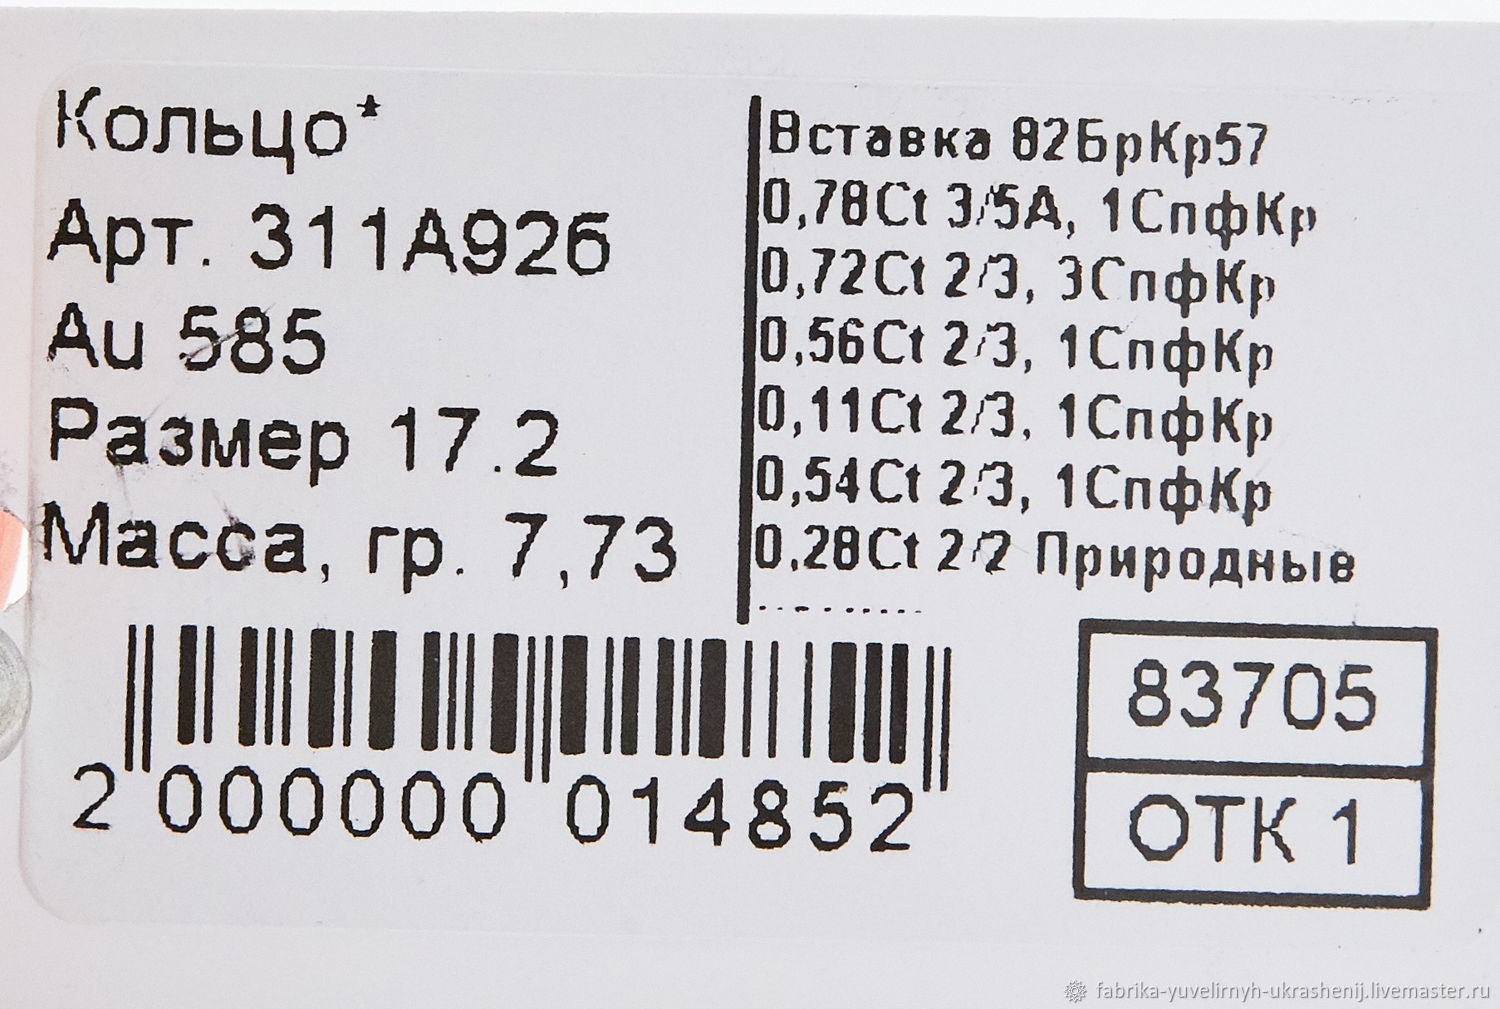 Кольцо*
Арт. 311А926
Au 585
Размер 17.2
Масса, гр. 7,73
Вставка 82БрКр57
0,78Ct 3/5А, 1СпфКр
0,72Ct 2/3, 3СпфКр
0,56Ct 2/3, 1СпфКр
0,11Ct 2/3, 1СпфКр
0,54Ct 2/3, 1СпфКр
0.28Ct 2/2 Природные
2 000000 014852
83705
ОТК 1
fabrika-yuvelirnyh-ukrashenij.livemaster.ru